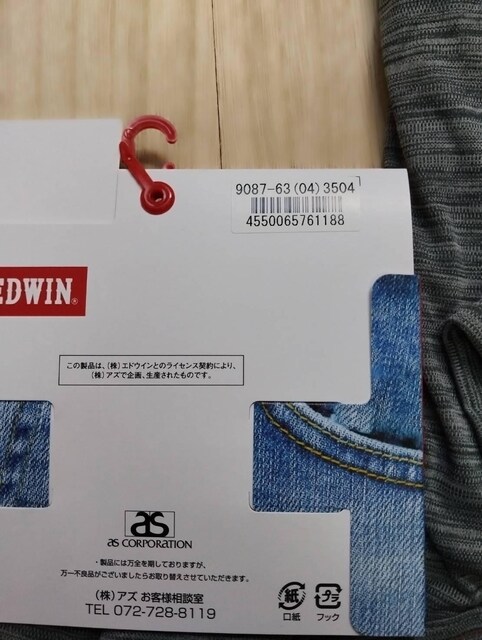 9087-63(04)3504
4550065761188
EDWIN®
この製品は、(株)エドウインとのライセンス契約により、
(株)アズで企画、生産されたものです。
as
as CORPORATION
・製品には万全を期しておりますが、
万一不良品がございましたらお取り替えさせていただきます。
(株)アズ お客様相談室
TEL 072-728-8119
紙
プラ
口紙
フック